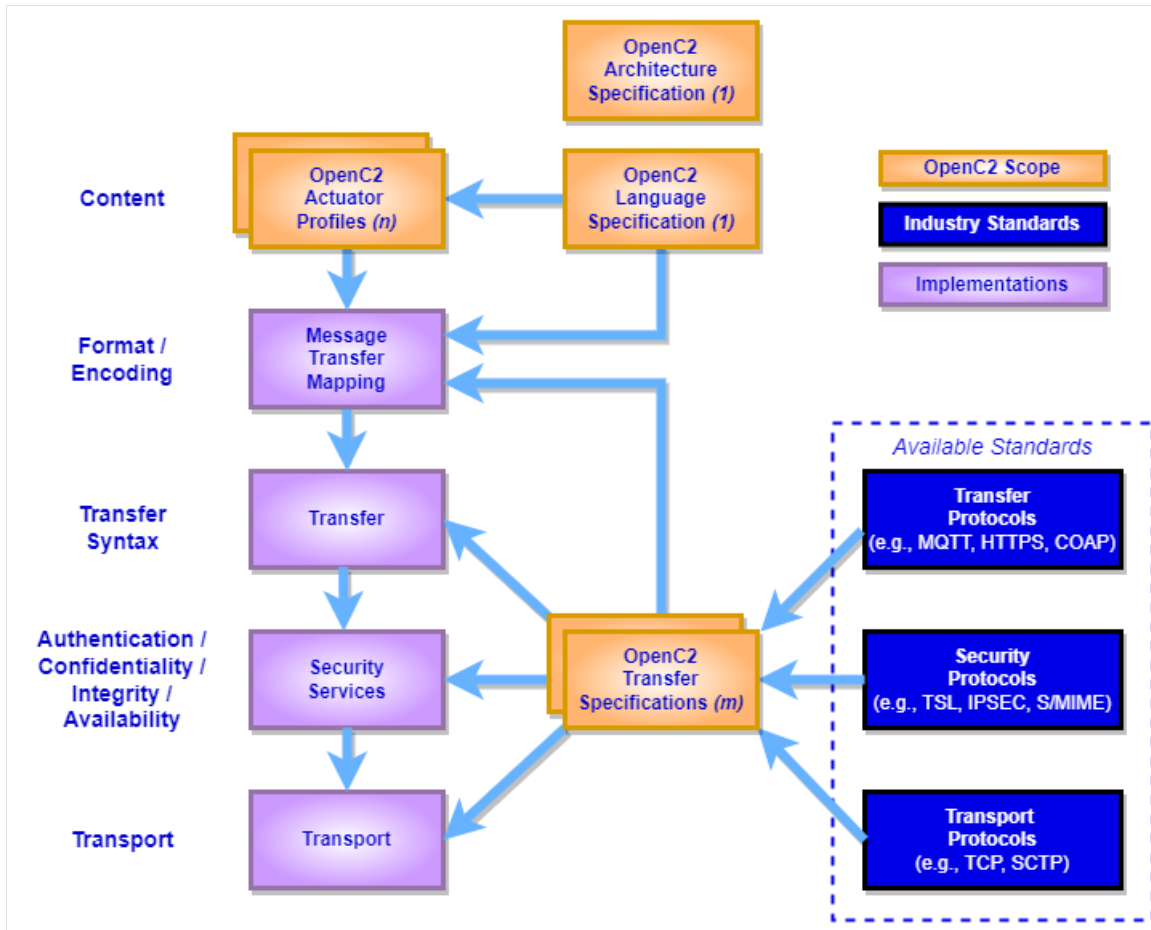 OpenC2
Architecture
Specification (1)
Content
OpenC2
Actuator
Profiles (n)
OpenC2
Language
Specification (1)
OpenC2 Scope
Industry Standards
Implementations
Format /
Encoding
Message
Transfer
Mapping
Available Standards
Transfer
Syntax
Transfer
Transfer
Protocols
(e.g., MQTT, HTTPS, COAP)
Authentication /
Confidentiality /
Integrity /
Availability
Security
Services
OpenC2
Transfer
Specifications (m)
Security
Protocols
(e.g., TSL, IPSEC, S/MIME)
Transport
Transport
Transport
Protocols
(e.g., TCP, SCTP)